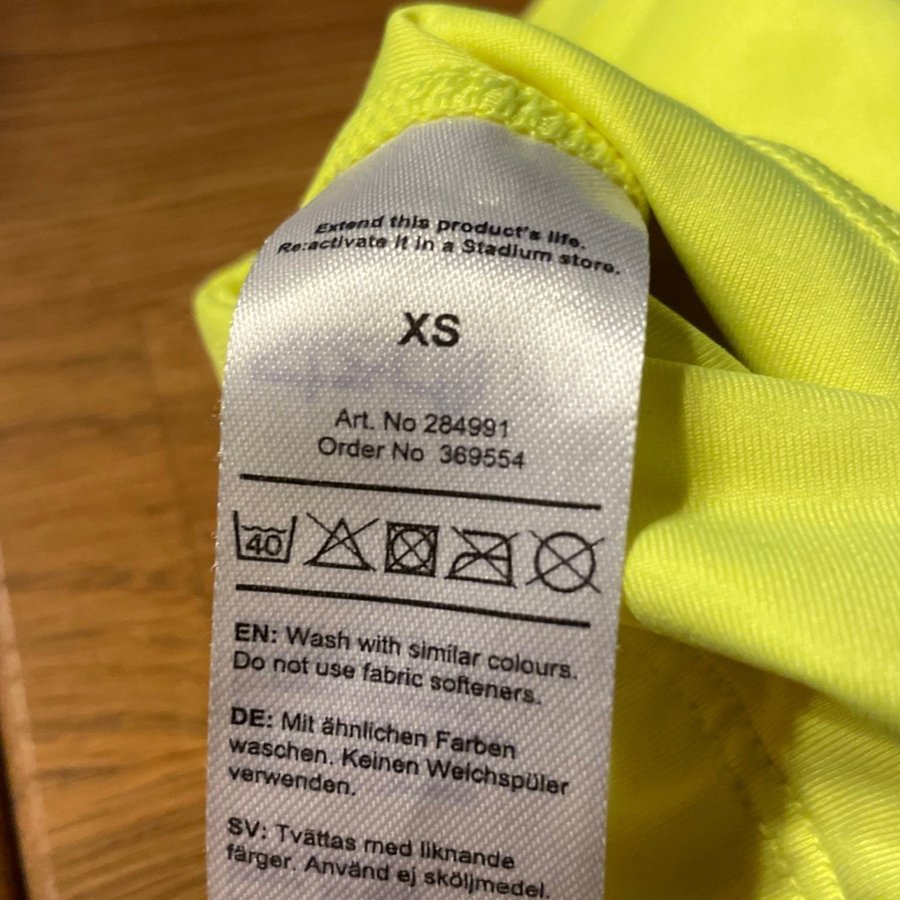 Extend this product's life.
Re:activate it in a Stadium store.
XS
Art. No 284991
Order No 369554
40
EN: Wash with similar colours.
Do not use fabric softeners.
DE: Mit ähnlichen Farben
waschen. Keinen Weichspüler
verwenden.
SV: Tvättas med liknande
färger. Använd ej sköljmedel.